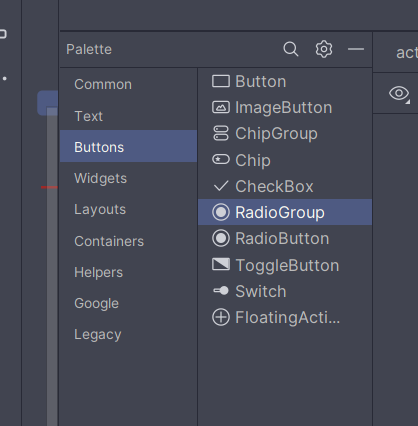 Palette
act
Common
Text
Buttons
Widgets
Layouts
Containers
Helpers
Google
Legacy
Button
ImageButton
ChipGroup
Chip
CheckBox
RadioGroup
RadioButton
ToggleButton
Switch
FloatingActi...